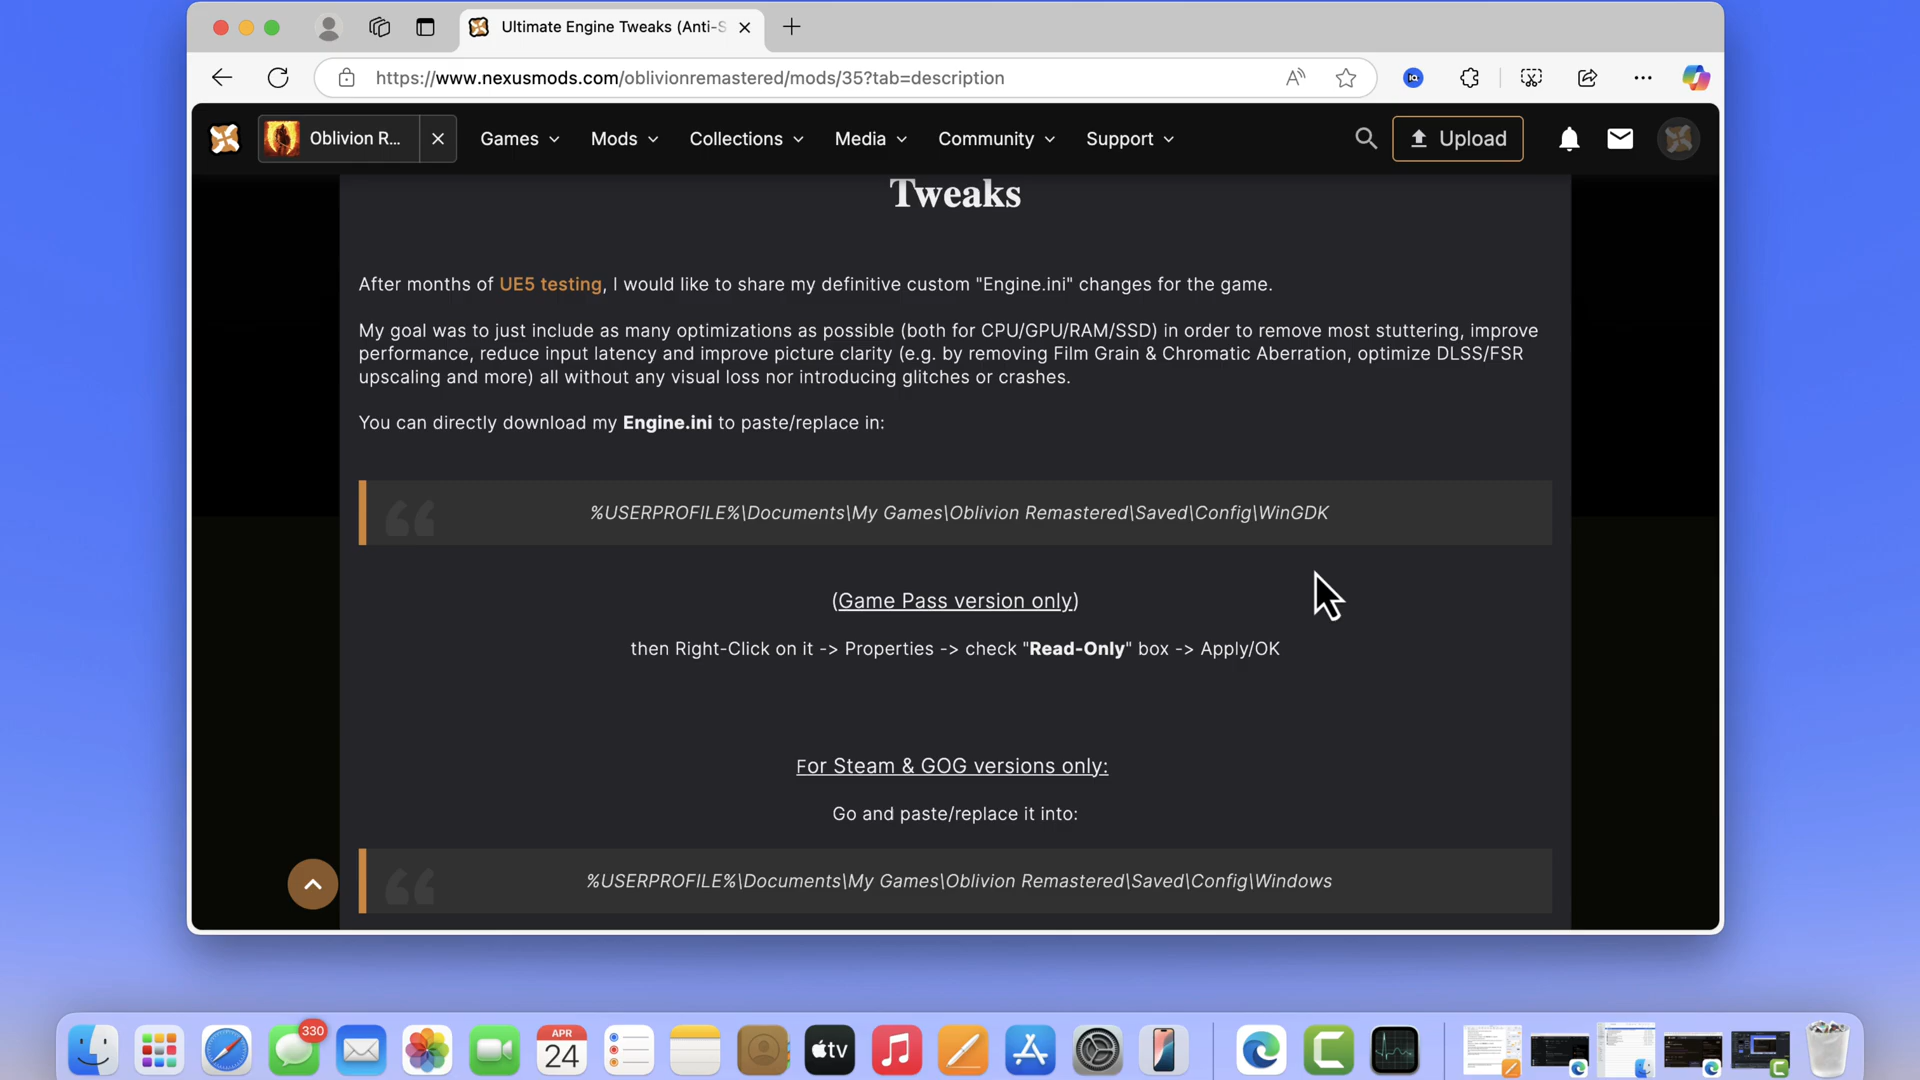 Ultimate Engine Tweaks (Anti-S
https://www.nexusmods.com/oblivionremastered/mods/35?tab=description
Oblivion R...
Games
Mods
Collections
Media
Community
Support
Upload
Tweaks
After months of UE5 testing, I would like to share my definitive custom "Engine.ini" changes for the game.
My goal was to just include as many optimizations as possible (both for CPU/GPU/RAM/SSD) in order to remove most stuttering, improve
performance, reduce input latency and improve picture clarity (e.g. by removing Film Grain & Chromatic Aberration, optimize DLSS/FSR
upscaling and more) all without any visual loss nor introducing glitches or crashes.
You can directly download my Engine.ini to paste/replace in:
%USERPROFILE%\Documents\My Games\Oblivion Remastered\Saved\Config\WinGDK
(Game Pass version only)
then Right-Click on it -> Properties -> check "Read-Only" box -> Apply/OK
For Steam & GOG versions only:
Go and paste/replace it into:
%USERPROFILE%\Documents\My Games\Oblivion Remastered\Saved\Config\Windows
330
APR
24
tv